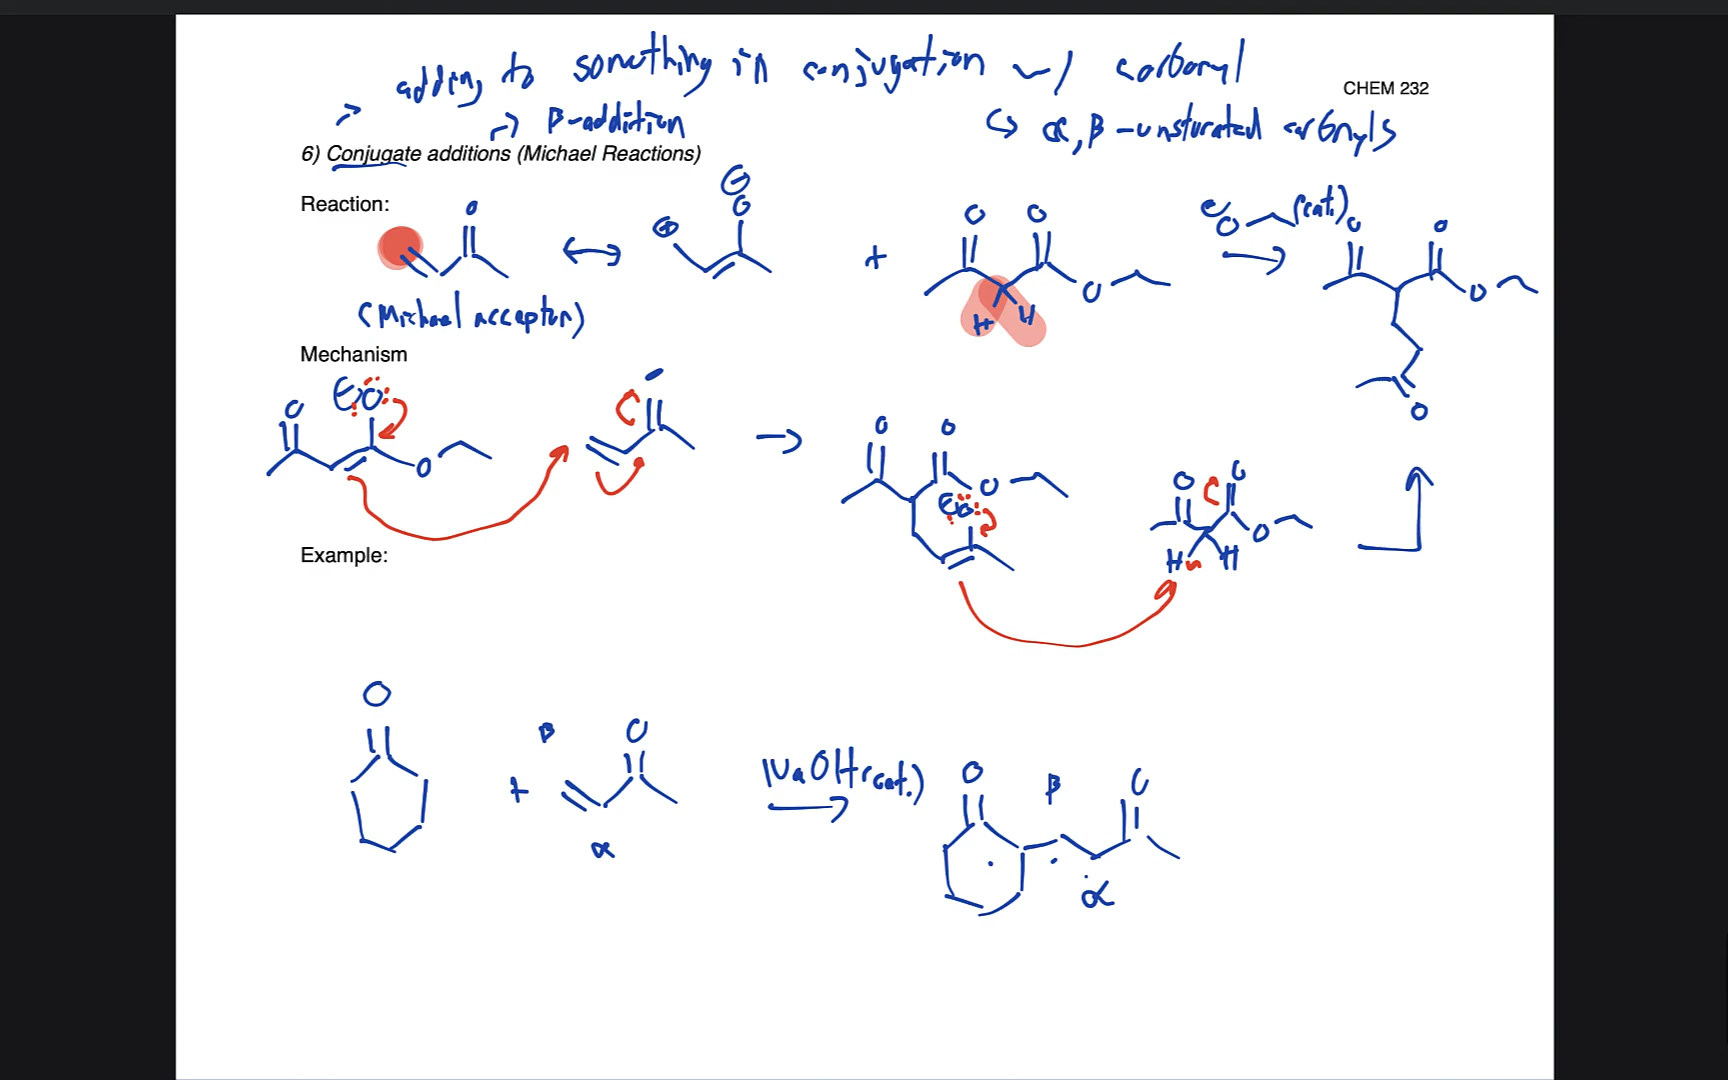 adding to something in conjugation w/ carbonyl
CHEM 232
→ β-addition
↳ α,β-unsturated carbonyls
6) Conjugate additions (Michael Reactions)
Reaction:
O
⊖
O
⊕
+
O O
H H
O
⊖O (cat.)
O O
O
O
(Michael acceptor)
Mechanism
O
⊖O
O
O
O O
O
⊖O
O O
O
H H
Example:
O
+
β
O
α
NaOH (cat.)
O
β
O
α